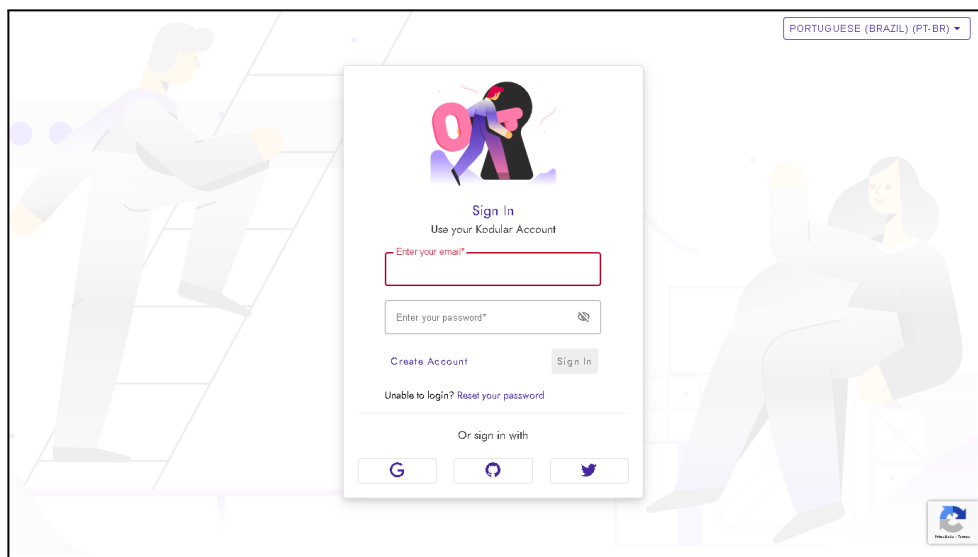 PORTUGUESE (BRAZIL) (PT-BR)
Sign In
Use your Kodular Account
Enter your email*
Enter your password*
Create Account
Sign In
Unable to login? Reset your password
Or sign in with